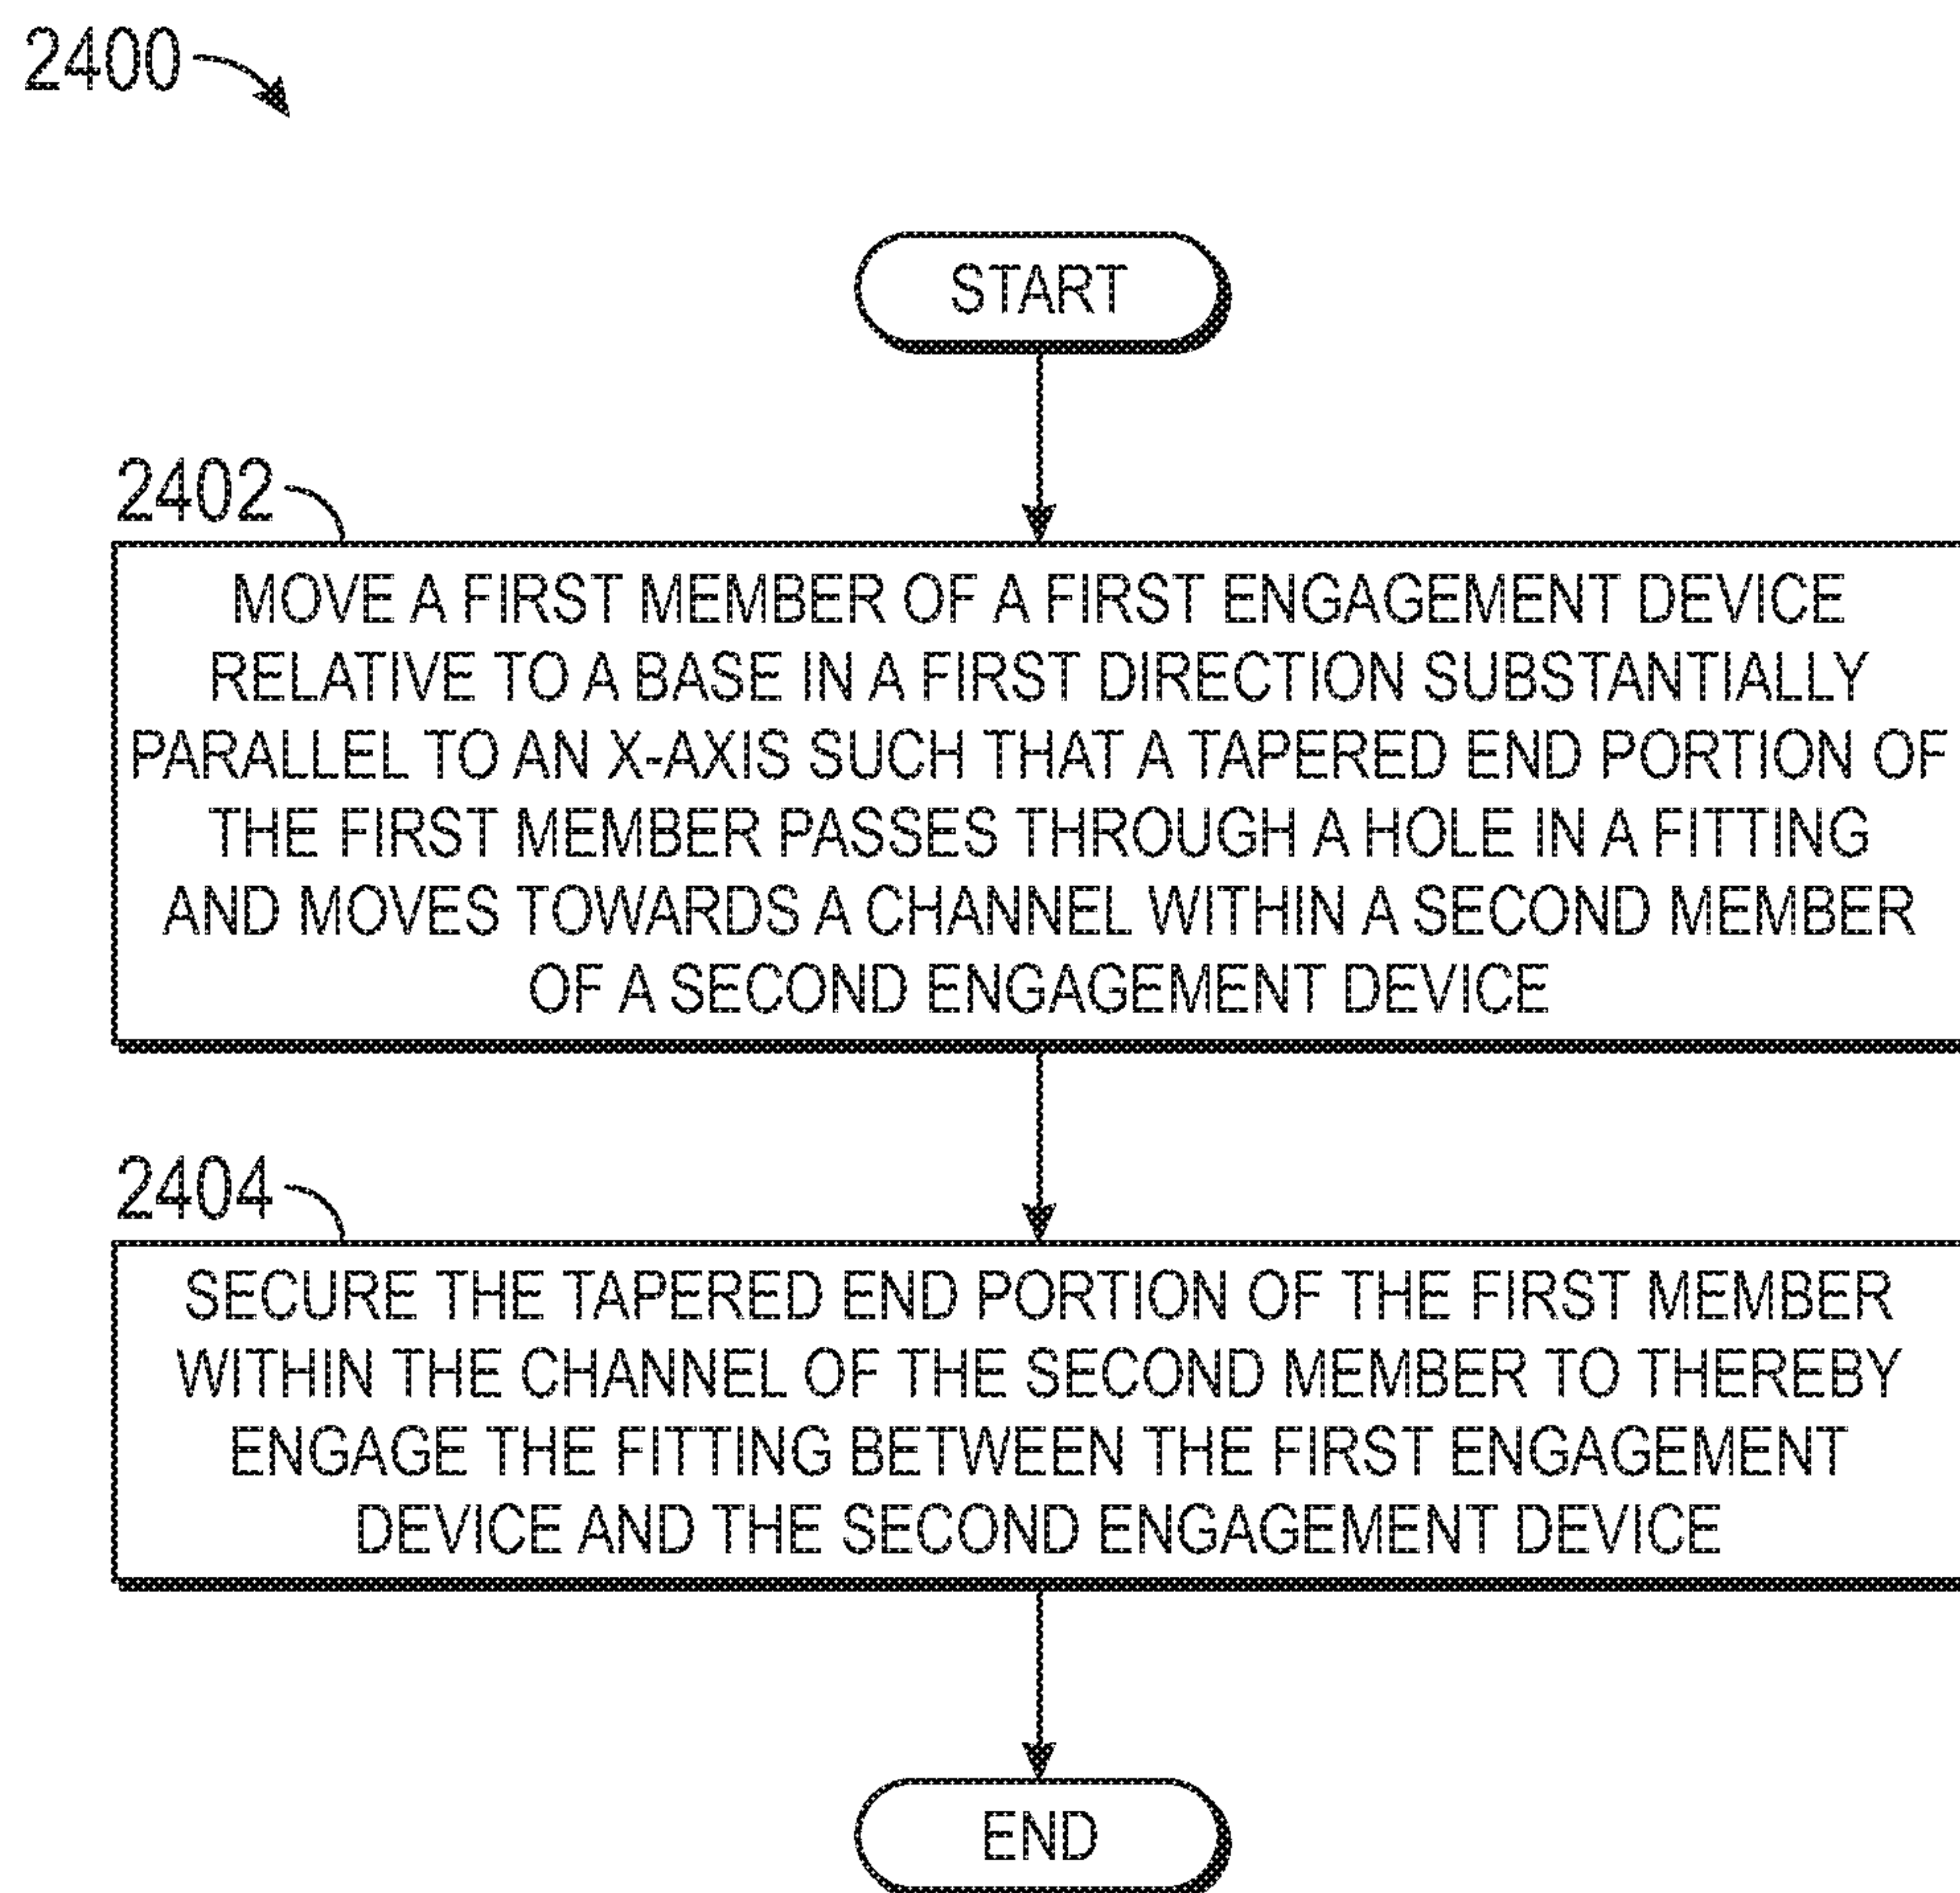 2400
START
2402
MOVE A FIRST MEMBER OF A FIRST ENGAGEMENT DEVICE
RELATIVE TO A BASE IN A FIRST DIRECTION SUBSTANTIALLY
PARALLEL TO AN X-AXIS SUCH THAT A TAPERED END PORTION OF
THE FIRST MEMBER PASSES THROUGH A HOLE IN A FITTING
AND MOVES TOWARDS A CHANNEL WITHIN A SECOND MEMBER
OF A SECOND ENGAGEMENT DEVICE
2404
SECURE THE TAPERED END PORTION OF THE FIRST MEMBER
WITHIN THE CHANNEL OF THE SECOND MEMBER TO THEREBY
ENGAGE THE FITTING BETWEEN THE FIRST ENGAGEMENT
DEVICE AND THE SECOND ENGAGEMENT DEVICE
END